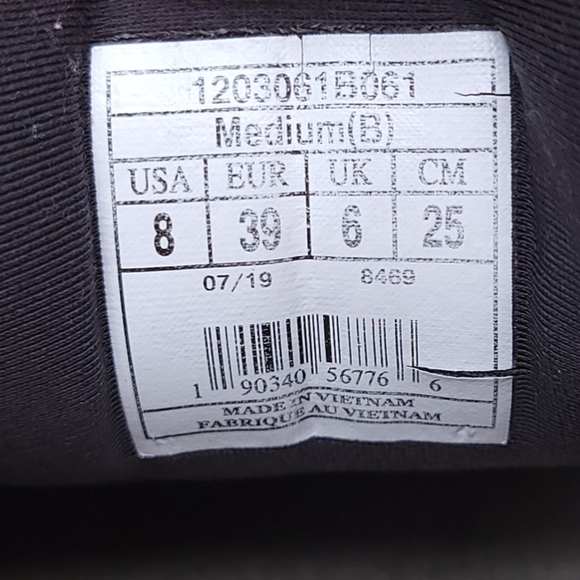 1203061B061
Medium(B)
USA EUR UK CM
8 39 6 25
07/19 8469
1 90340 56776 6
MADE IN VIETNAM
FABRIQUE AU VIETNAM